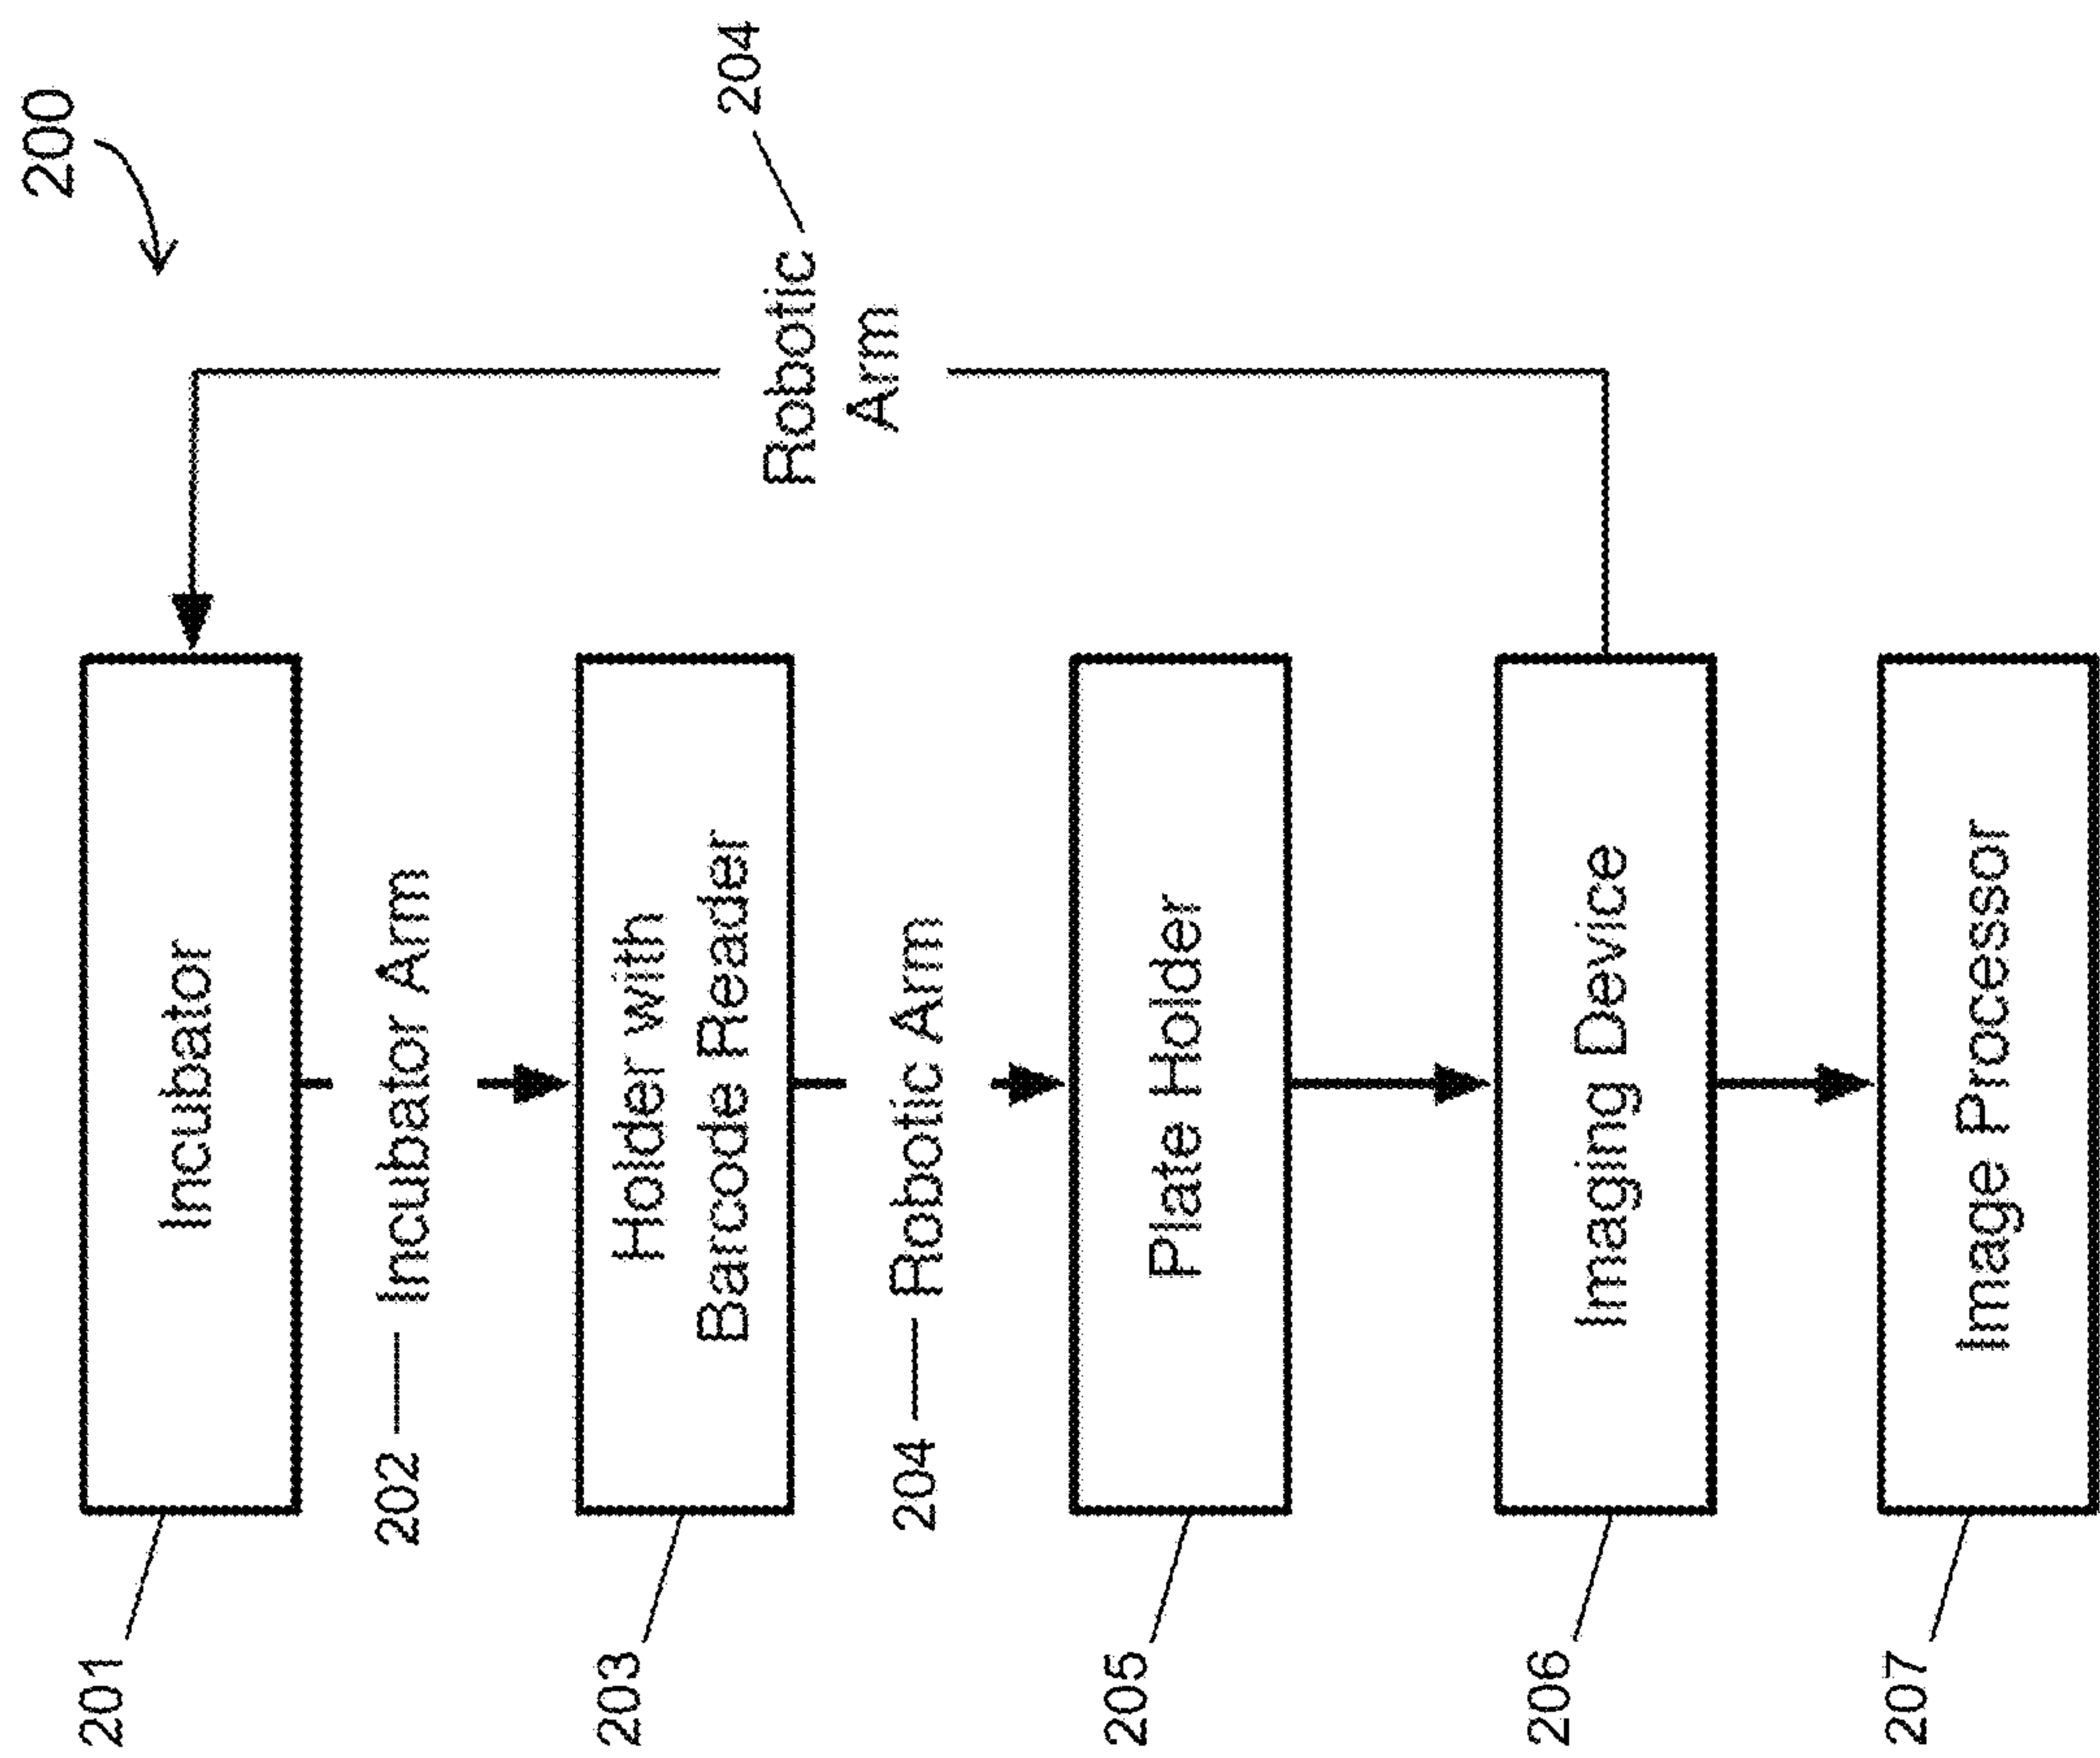 200
201
Incubator
202
Incubator Arm
203
Holder with
Barcode Reader
204
Robotic Arm
204
Robotic
Arm
205
Plate Holder
206
Imaging Device
207
Image Processor